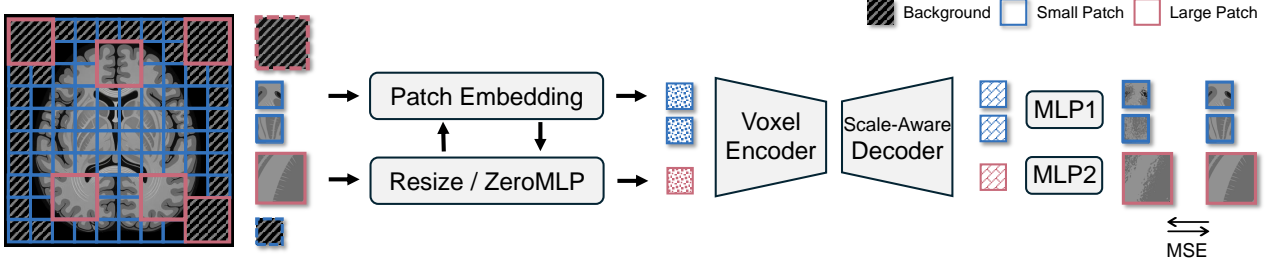 Background Small Patch Large Patch
Patch Embedding
Resize / ZeroMLP
Voxel
Encoder
Scale-Aware
Decoder
MLP1
MLP2
MSE